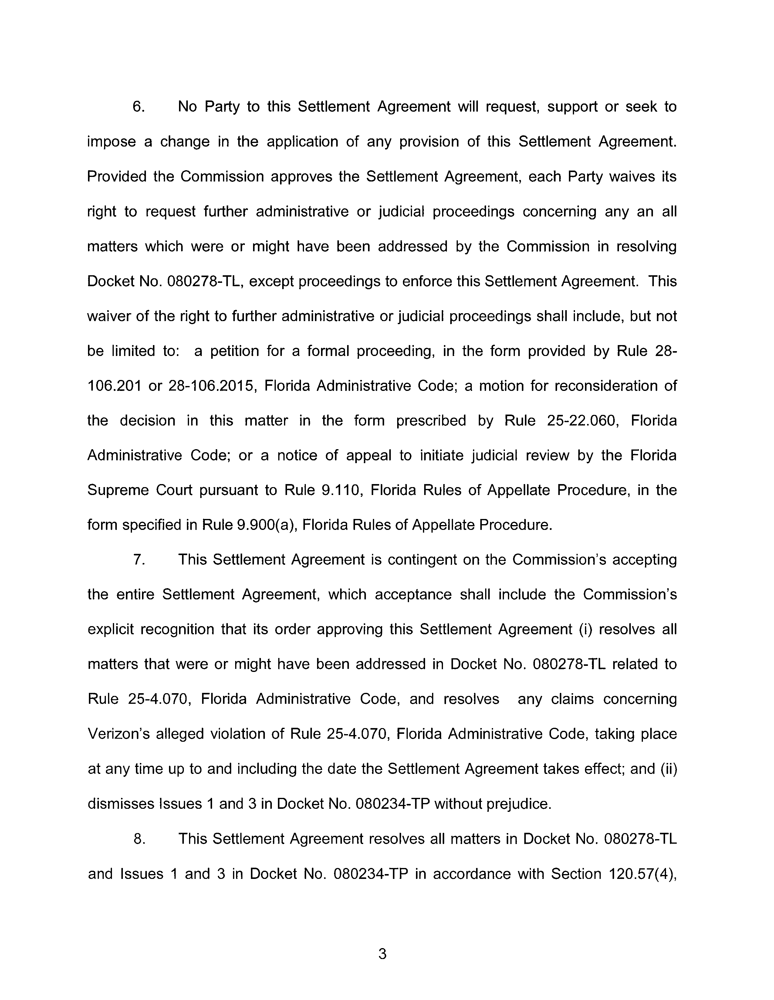 6. No Party to this Settlement Agreement will request, support or seek to
impose a change in the application of any provision of this Settlement Agreement.
Provided the Commission approves the Settlement Agreement, each Party waives its
right to request further administrative or judicial proceedings concerning any an all
matters which were or might have been addressed by the Commission in resolving
Docket No. 080278-TL, except proceedings to enforce this Settlement Agreement. This
waiver of the right to further administrative or judicial proceedings shall include, but not
be limited to: a petition for a formal proceeding, in the form provided by Rule 28-
106.201 or 28-106.2015, Florida Administrative Code; a motion for reconsideration of
the decision in this matter in the form prescribed by Rule 25-22.060, Florida
Administrative Code; or a notice of appeal to initiate judicial review by the Florida
Supreme Court pursuant to Rule 9.110, Florida Rules of Appellate Procedure, in the
form specified in Rule 9.900(a), Florida Rules of Appellate Procedure.
7. This Settlement Agreement is contingent on the Commission’s accepting
the entire Settlement Agreement, which acceptance shall include the Commission’s
explicit recognition that its order approving this Settlement Agreement (i) resolves all
matters that were or might have been addressed in Docket No. 080278-TL related to
Rule 25-4.070, Florida Administrative Code, and resolves any claims concerning
Verizon’s alleged violation of Rule 25-4.070, Florida Administrative Code, taking place
at any time up to and including the date the Settlement Agreement takes effect; and (ii)
dismisses Issues 1 and 3 in Docket No. 080234-TP without prejudice.
8. This Settlement Agreement resolves all matters in Docket No. 080278-TL
and Issues 1 and 3 in Docket No. 080234-TP in accordance with Section 120.57(4),
3